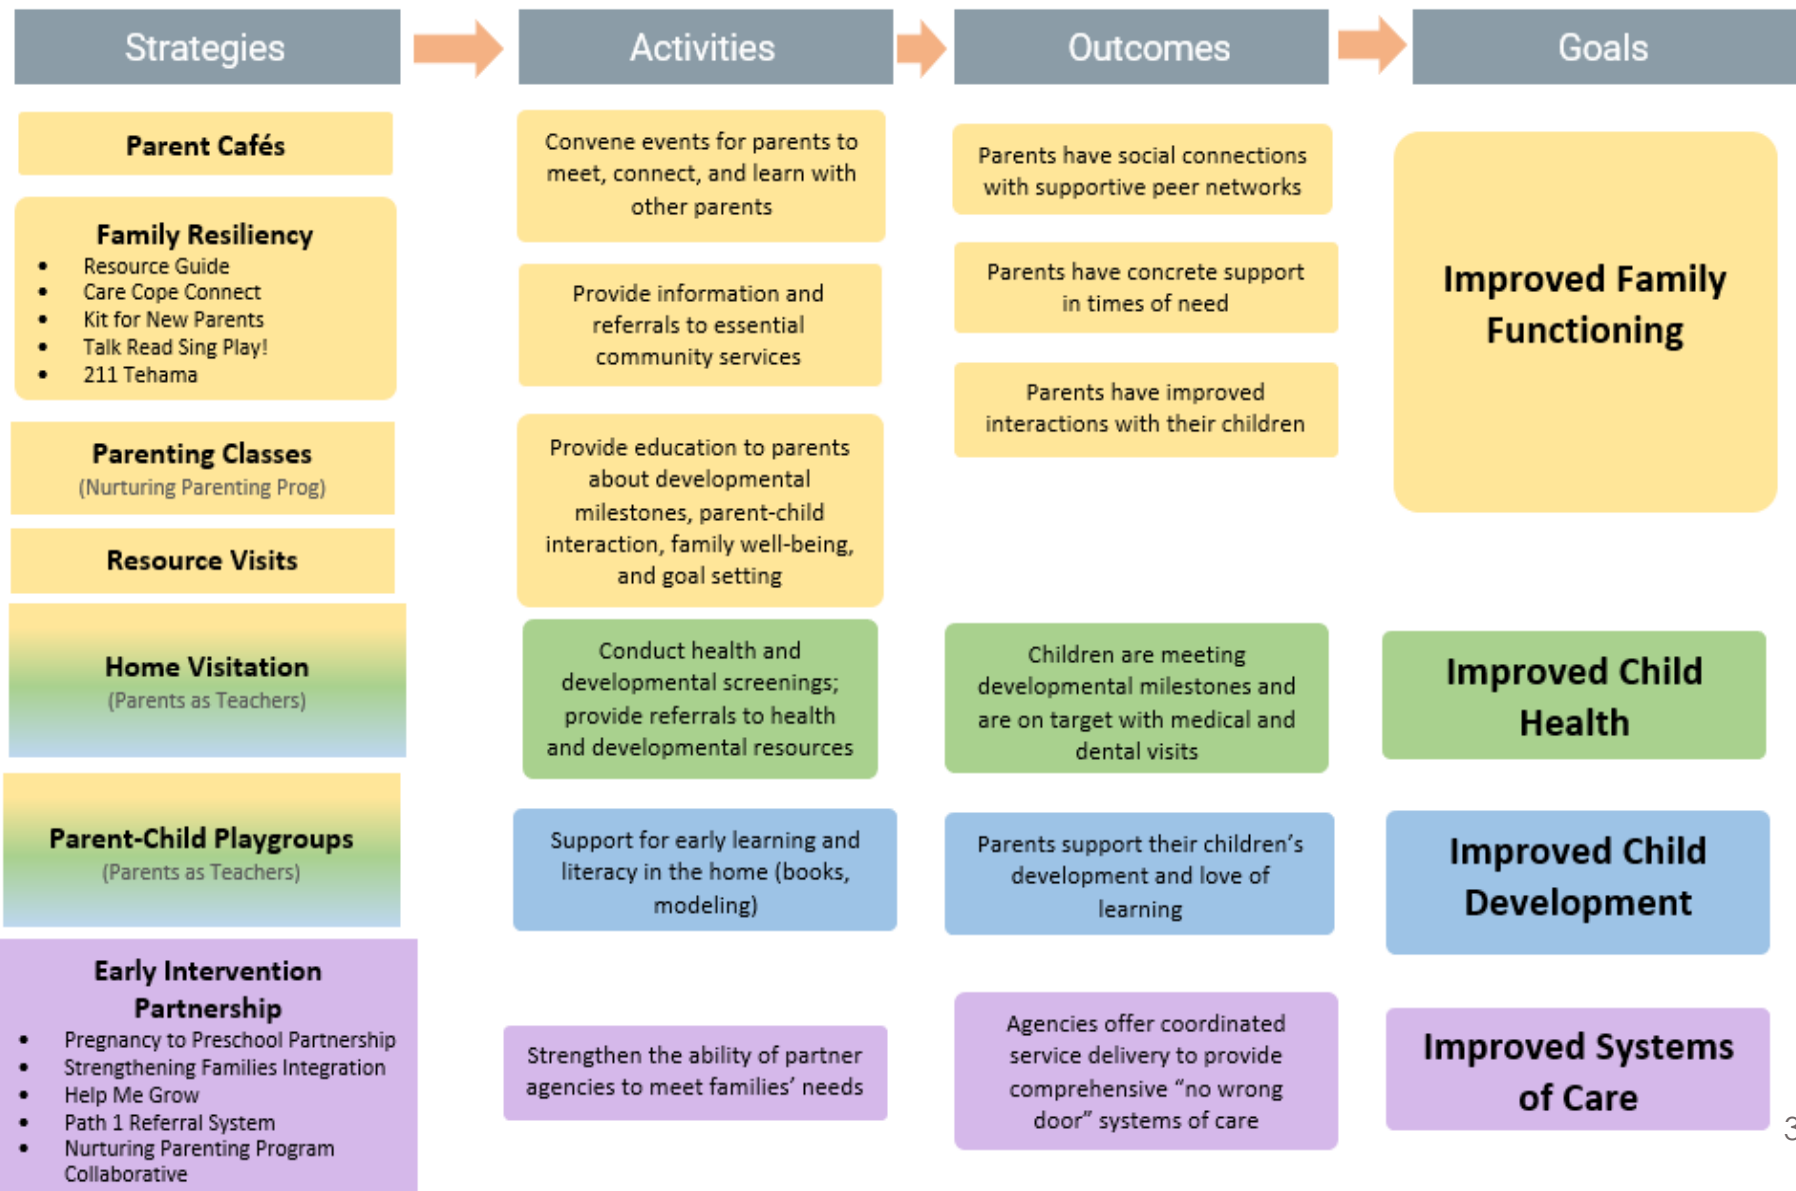 Strategies
Activities
Outcomes
Goals
Parent Cafés
Family Resiliency
• Resource Guide
• Care Cope Connect
• Kit for New Parents
• Talk Read Sing Play!
• 211 Tehama
Parenting Classes
(Nurturing Parenting Prog)
Resource Visits
Home Visitation
(Parents as Teachers)
Parent-Child Playgroups
(Parents as Teachers)
Early Intervention
Partnership
• Pregnancy to Preschool Partnership
• Strengthening Families Integration
• Help Me Grow
• Path 1 Referral System
• Nurturing Parenting Program
Collaborative
Convene events for parents to
meet, connect, and learn with
other parents
Provide information and
referrals to essential
community services
Provide education to parents
about developmental
milestones, parent-child
interaction, family well-being,
and goal setting
Conduct health and
developmental screenings;
provide referrals to health
and developmental resources
Support for early learning and
literacy in the home (books,
modeling)
Strengthen the ability of partner
agencies to meet families’ needs
Parents have social connections
with supportive peer networks
Parents have concrete support
in times of need
Parents have improved
interactions with their children
Children are meeting
developmental milestones and
are on target with medical and
dental visits
Parents support their children’s
development and love of
learning
Agencies offer coordinated
service delivery to provide
comprehensive “no wrong
door” systems of care
Improved Family
Functioning
Improved Child
Health
Improved Child
Development
Improved Systems
of Care
3